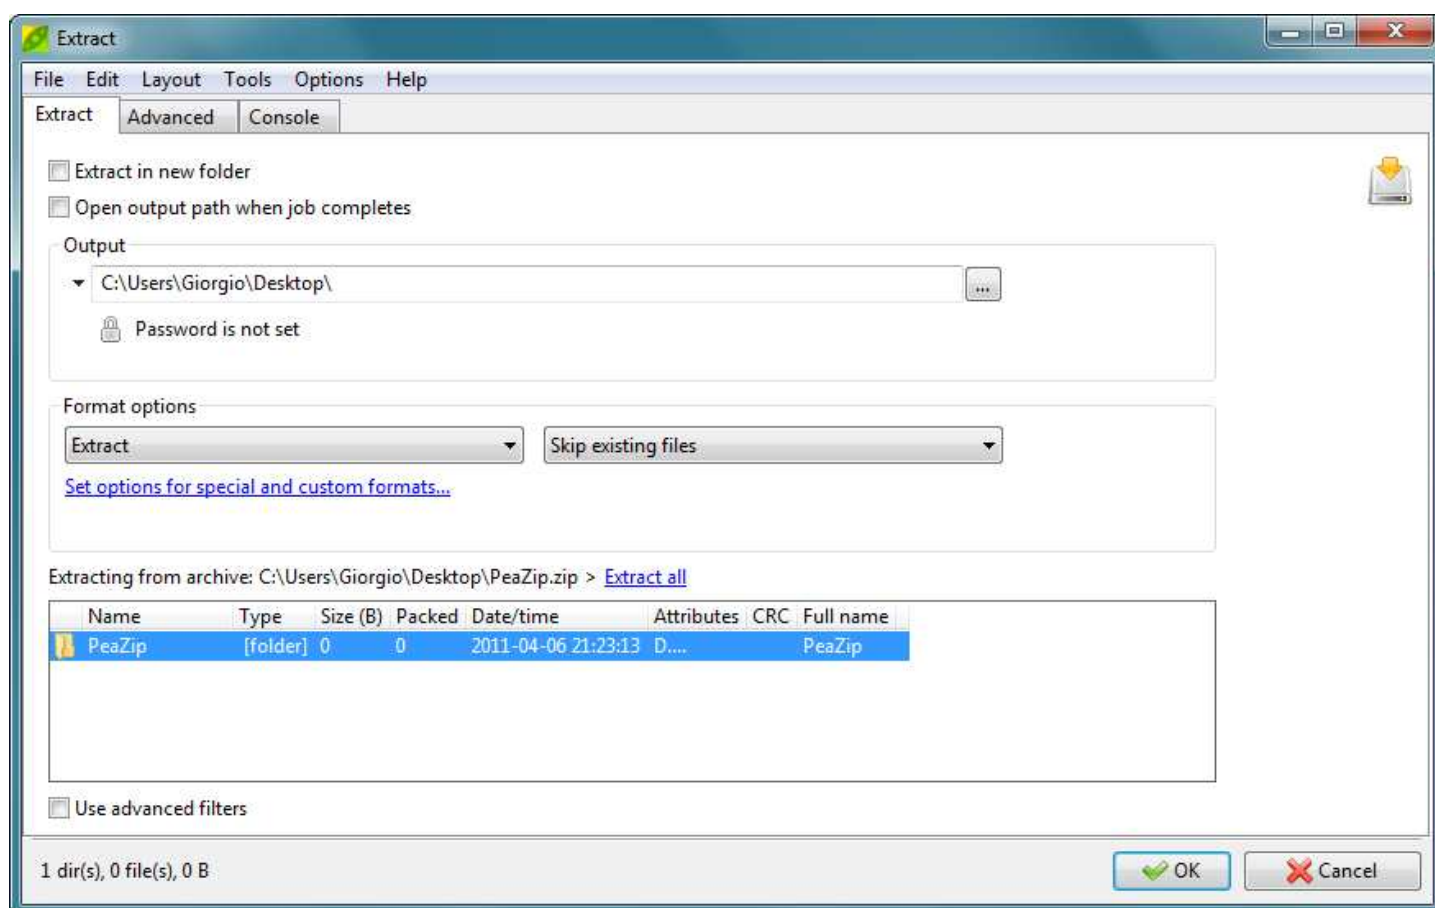 Extract
File Edit Layout Tools Options Help
Extract Advanced Console
Extract in new folder
Open output path when job completes
Output
C:\Users\Giorgio\Desktop\ ...
Password is not set
Format options
Extract Skip existing files
Set options for special and custom formats...
Extracting from archive: C:\Users\Giorgio\Desktop\PeaZip.zip > Extract all
Name Type Size (B) Packed Date/time Attributes CRC Full name
PeaZip [folder] 0 0 2011-04-06 21:23:13 D.... PeaZip
Use advanced filters
1 dir(s), 0 file(s), 0 B OK Cancel